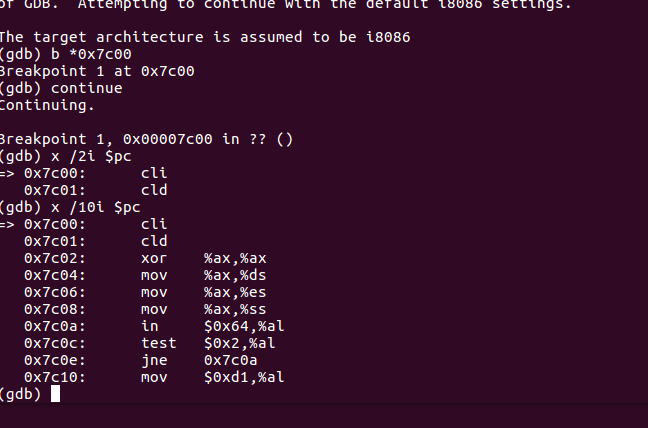 of GDB.  Attempting to continue with the default i8086 settings.
The target architecture is assumed to be i8086
(gdb) b *0x7c00
Breakpoint 1 at 0x7c00
(gdb) continue
Continuing.
Breakpoint 1, 0x00007c00 in ?? ()
(gdb) x /2i $pc
=> 0x7c00:      cli
   0x7c01:      cld
(gdb) x /10i $pc
=> 0x7c00:      cli
   0x7c01:      cld
   0x7c02:      xor    %ax,%ax
   0x7c04:      mov    %ax,%ds
   0x7c06:      mov    %ax,%es
   0x7c08:      mov    %ax,%ss
   0x7c0a:      in     $0x64,%al
   0x7c0c:      test   $0x2,%al
   0x7c0e:      jne    0x7c0a
   0x7c10:      mov    $0xd1,%al
(gdb)